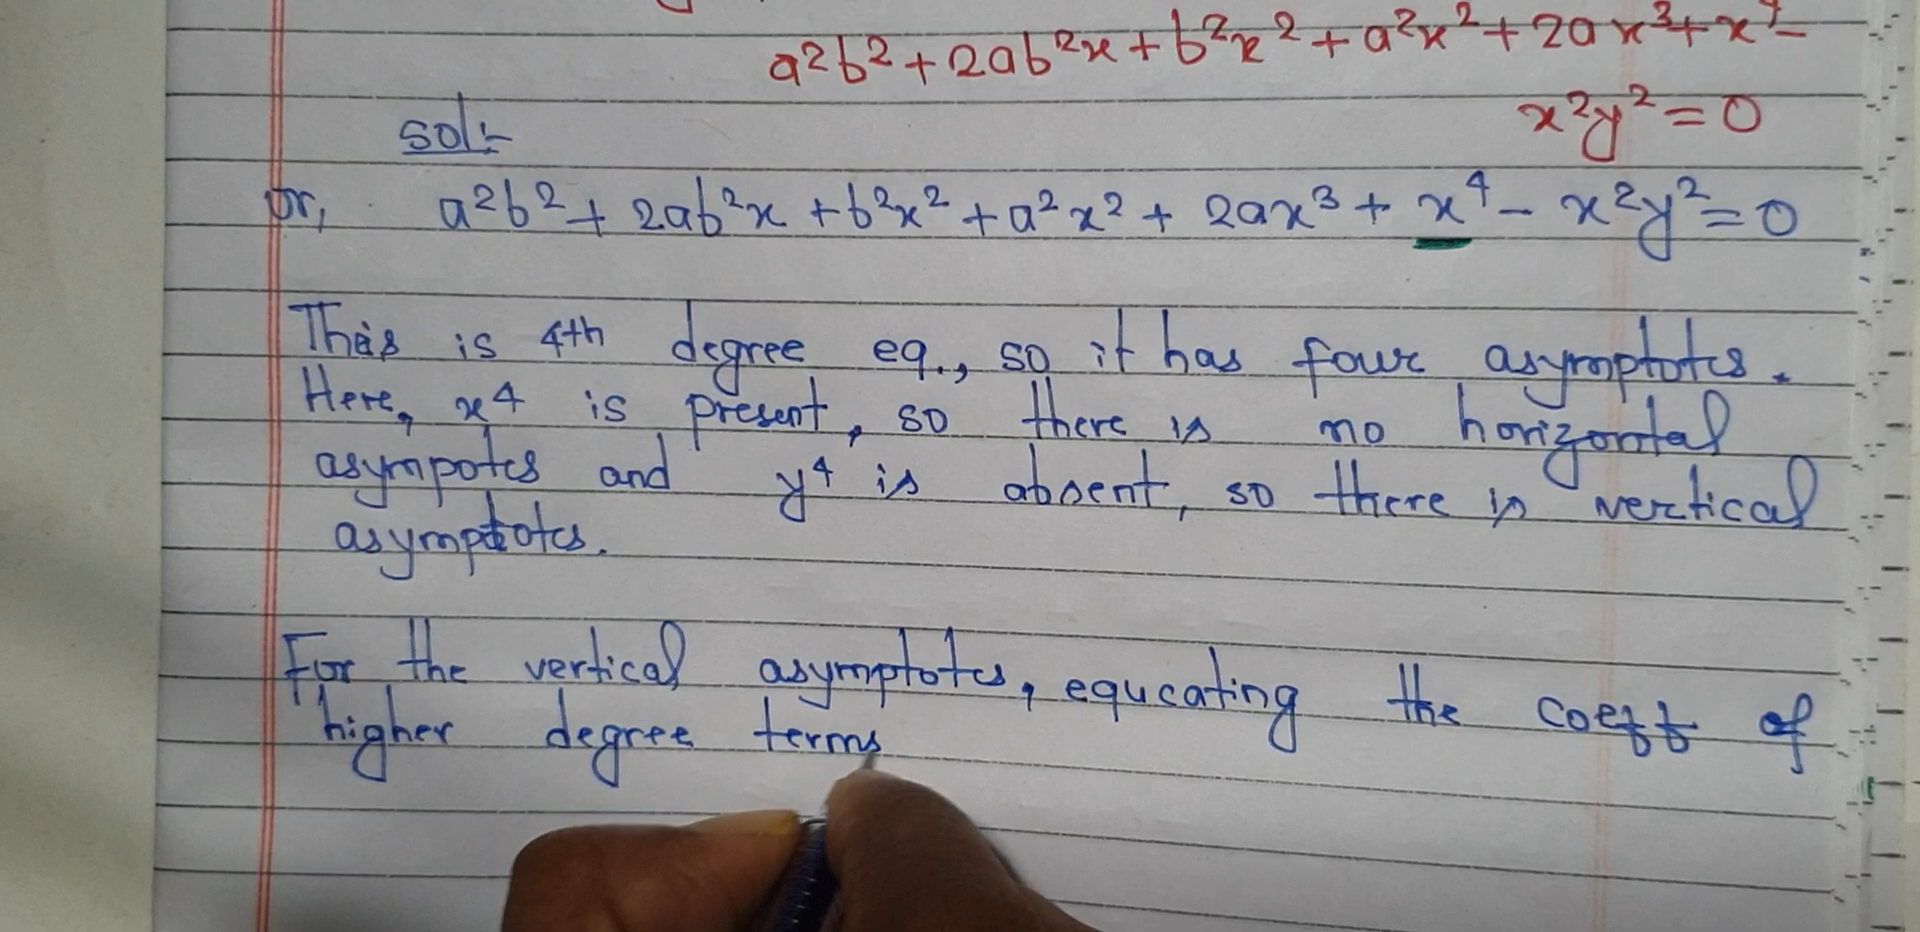 a²b²+2ab²x+b²x²+a²x²+2ax³+x⁴-
x²y²=0
sol:-
or, a²b²+2ab²x+b²x²+a²x²+2ax³+x⁴-x²y²=0
This is 4th degree eq., so it has four asymptotes.
Here, x⁴ is present, so there is no horizontal
asympotes and y⁴ is absent, so there is vertical
asymptotes.
For the vertical asymptotes, equcating the coeff of
higher degree terms